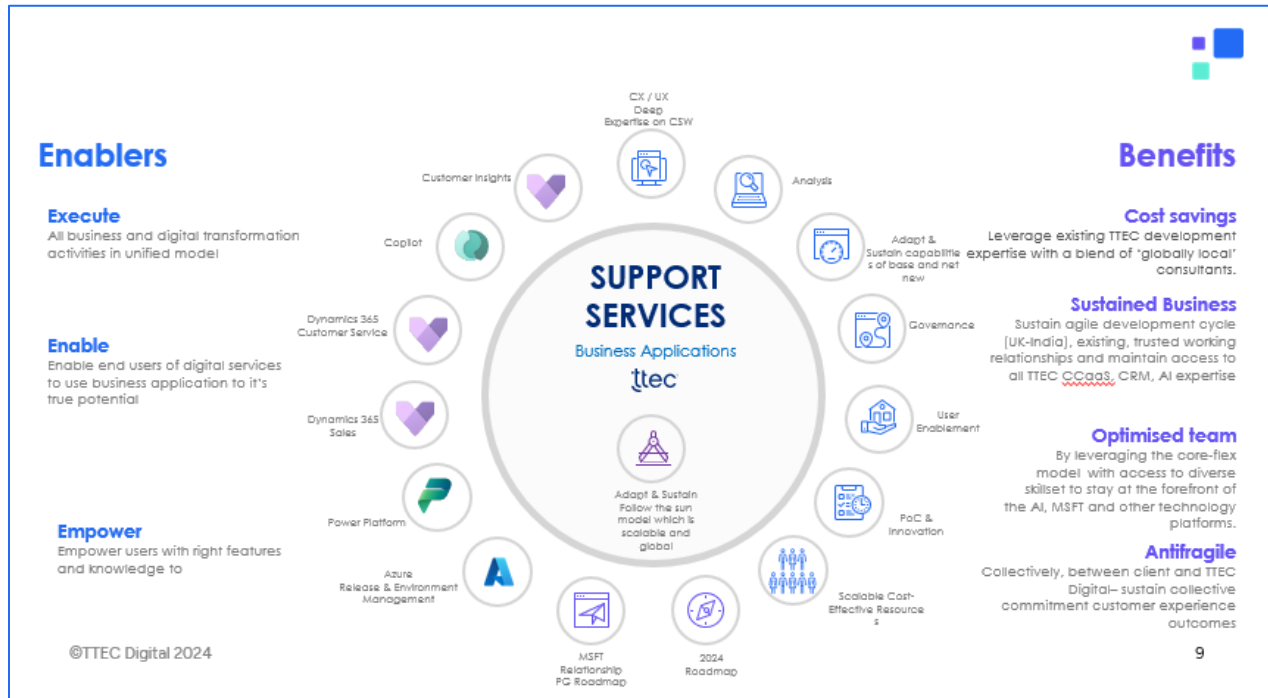 Enablers
Execute
All business and digital transformation
activities in unified model
Enable
Enable end users of digital services
to use business application to it's
true potential
Empower
Empower users with right features
and knowledge to
CX / UX
Deep
Expertise on CSW
Customer Insights
Copilot
Dynamics 365
Customer Service
Dynamics 365
Sales
Power Platform
Azure
Release & Environment
Management
MSFT
Relationship
PG Roadmap
2024
Roadmap
Scalable Cost-
Effective Resource
s
PoC &
Innovation
User
Enablement
Governance
Adapt &
Sustain capabilitie
s of base and net
new
Analysis
SUPPORT
SERVICES
Business Applications
ttec
Adapt & Sustain
Follow the sun
model which is
scalable and
global
Benefits
Cost savings
Leverage existing TTEC development
expertise with a blend of 'globally local'
consultants.
Sustained Business
Sustain agile development cycle
(UK-India), existing, trusted working
relationships and maintain access to
all TTEC CCaaS, CRM, AI expertise
Optimised team
By leveraging the core-flex
model with access to diverse
skillset to stay at the forefront of
the AI, MSFT and other technology
platforms.
Antifragile
Collectively, between client and TTEC
Digital– sustain collective
commitment customer experience
outcomes
©TTEC Digital 2024
9